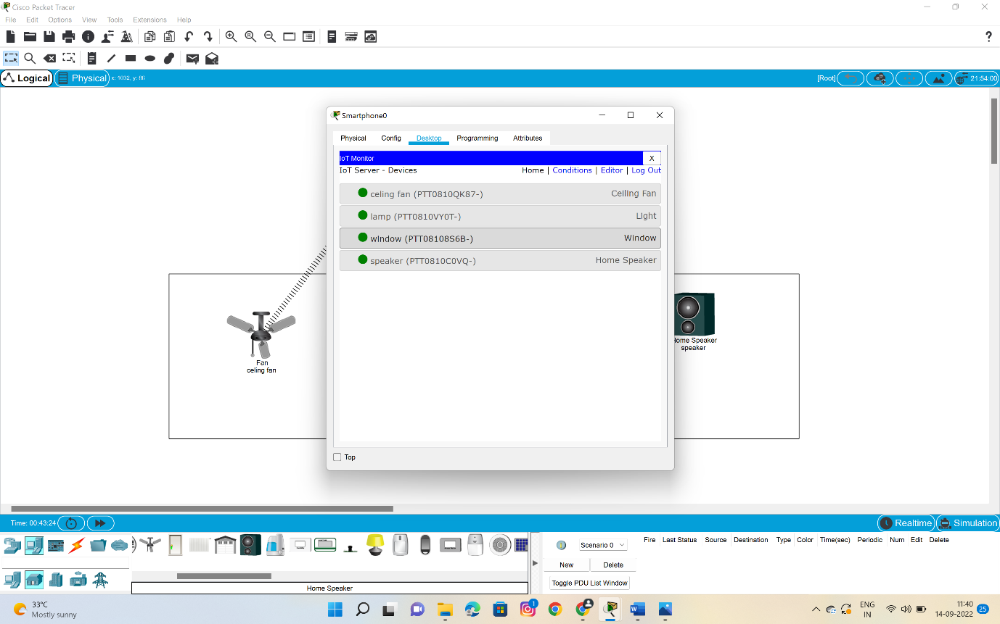 Cisco Packet Tracer
File Edit Options View Tools Extensions Help
?
Logical Physical x: 1032, y: 86 [Root] 21:54:00
Smartphone0
Physical Config Desktop Programming Attributes
IoT Monitor X
IoT Server - Devices Home | Conditions | Editor | Log Out
celing fan (PTT0810QK87-) Ceiling Fan
lamp (PTT0810VY0T-) Light
window (PTT08108S6B-) Window
speaker (PTT0810C0VQ-) Home Speaker
Top
Fan
celing fan
Home Speaker
speaker
Time: 00:43:24 Realtime Simulation
Scenario 0 Fire Last Status Source Destination Type Color Time(sec) Periodic Num Edit Delete
New Delete
Toggle PDU List Window
Home Speaker
33°C
Mostly sunny
1
ENG
IN
11:40
14-09-2022
25